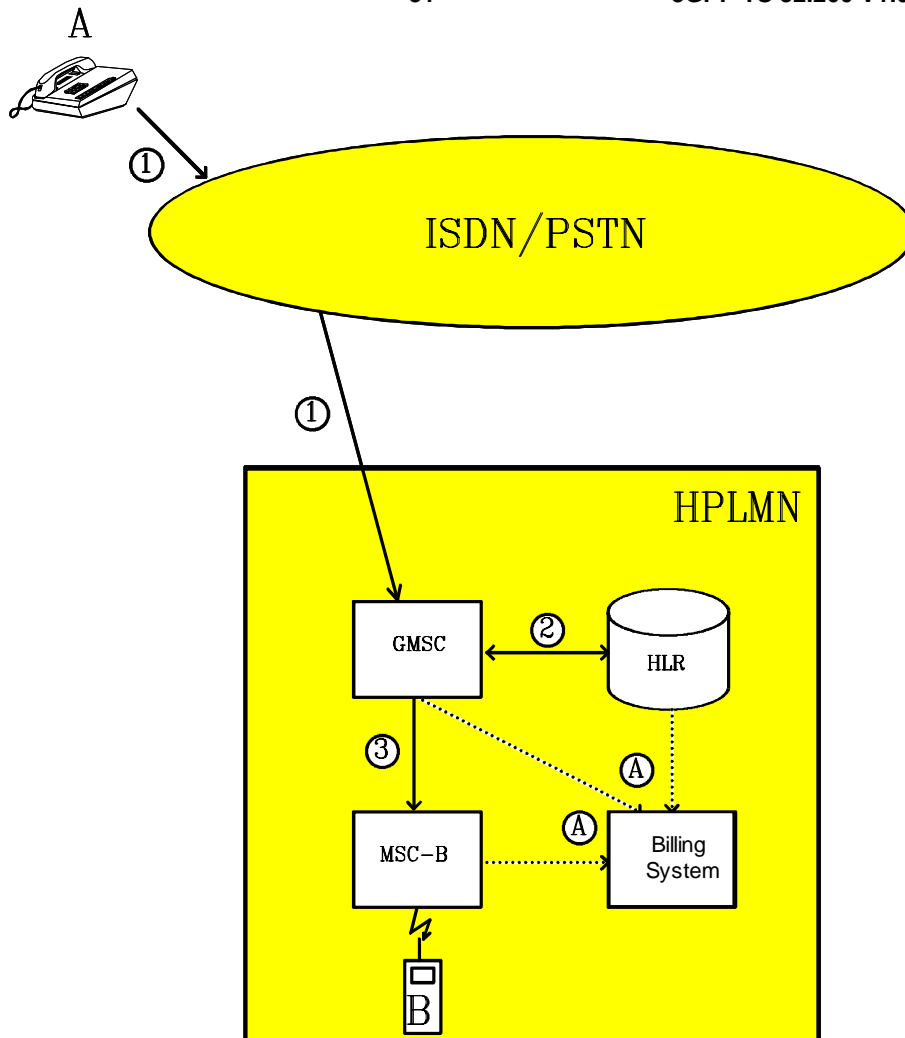 A
①
ISDN/PSTN
①
HPLMN
GMSC
②
HLR
③
Ⓐ
Ⓐ
MSC-B
Billing
System
B